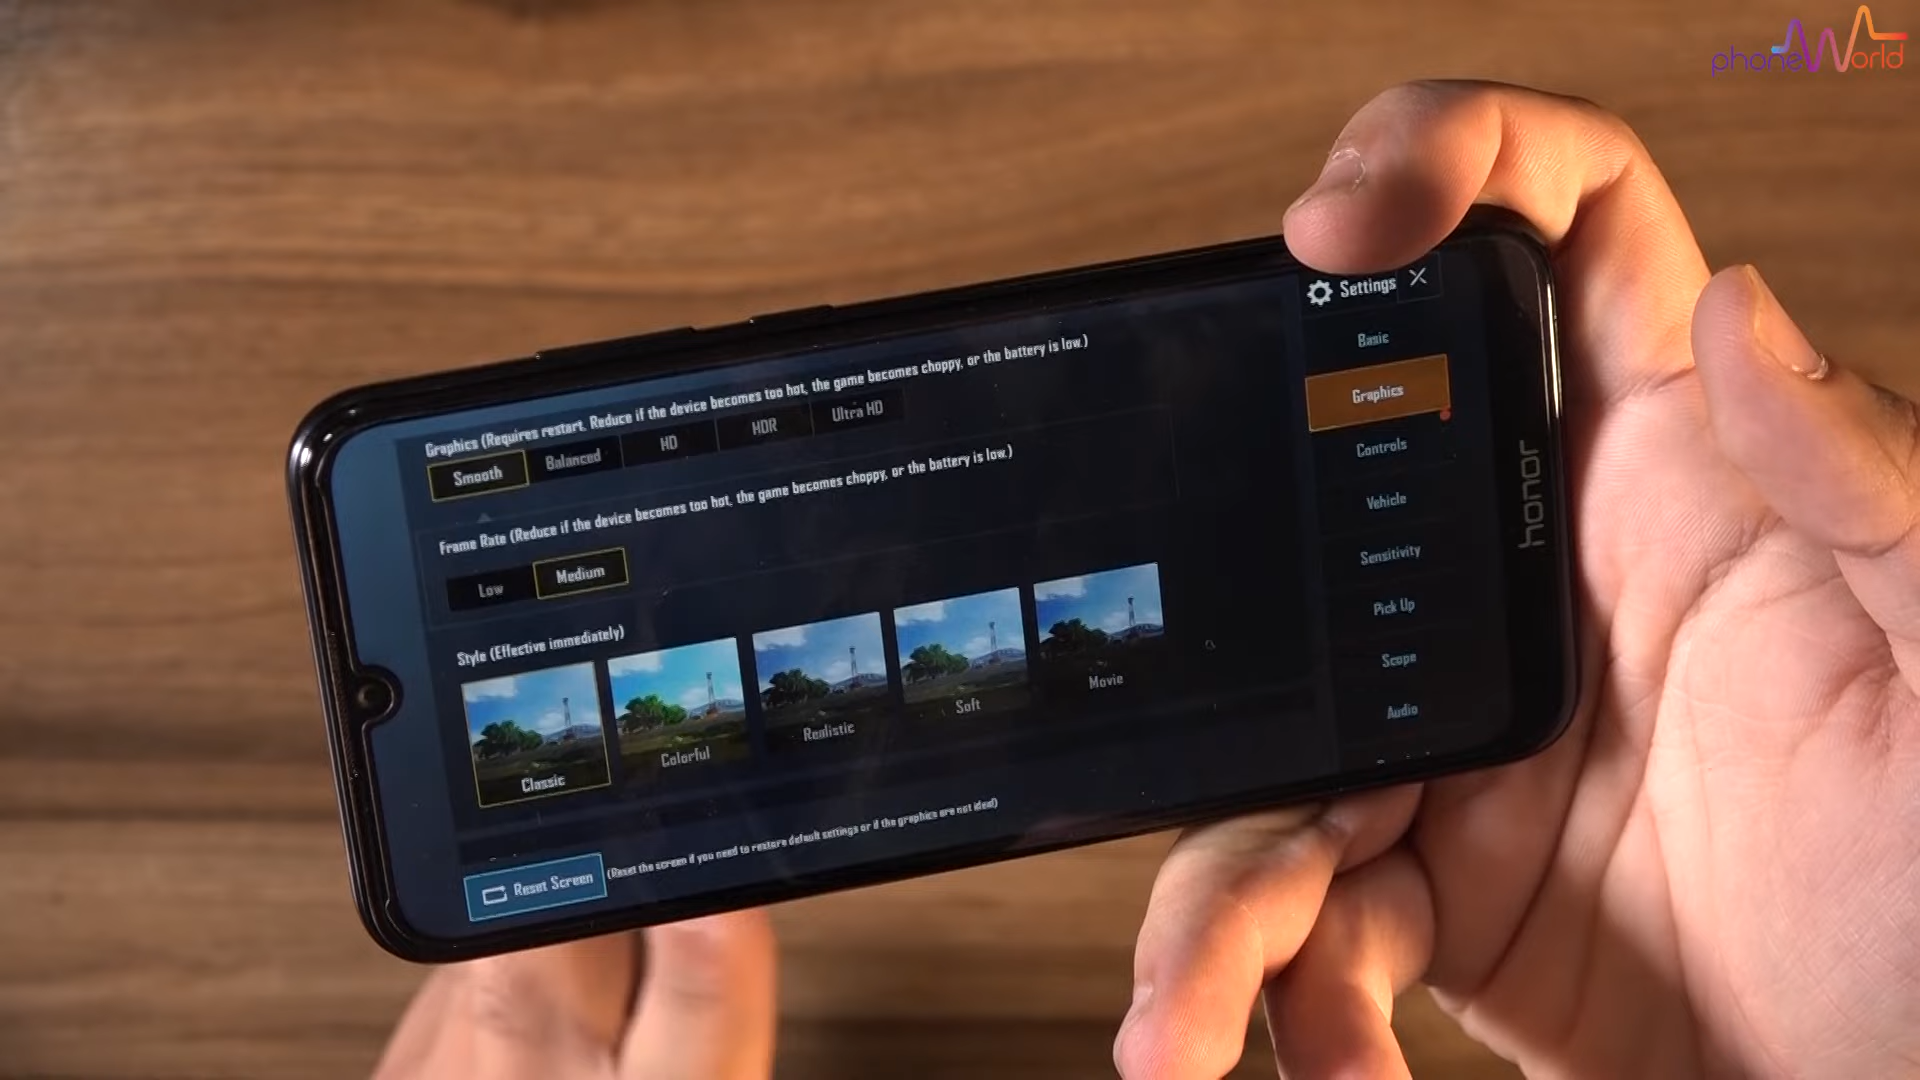 phoneWorld
Settings
Basic
Graphics
Controls
Vehicle
Sensitivity
Pick Up
Scope
Audio
Graphics (Requires restart. Reduce if the device becomes too hot, the game becomes choppy, or the battery is low.)
Smooth
Balanced
HD
HDR
Ultra HD
Frame Rate (Reduce if the device becomes too hot, the game becomes choppy, or the battery is low.)
Low
Medium
Style (Effective immediately)
Classic
Colorful
Realistic
Soft
Movie
Reset Screen
(Reset the screen if you need to restore default settings or if the graphics are not ideal)
honor